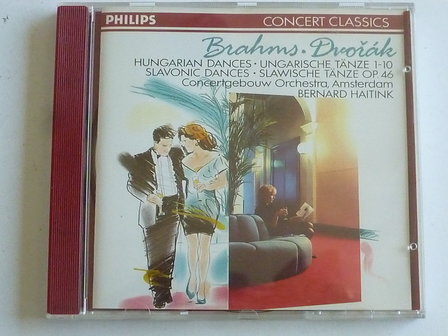 PHILIPS
CONCERT CLASSICS
Brahms · Dvořák
HUNGARIAN DANCES · UNGARISCHE TÄNZE 1-10
SLAVONIC DANCES · SLAWISCHE TÄNZE OP. 46
Concertgebouw Orchestra, Amsterdam
BERNARD HAITINK